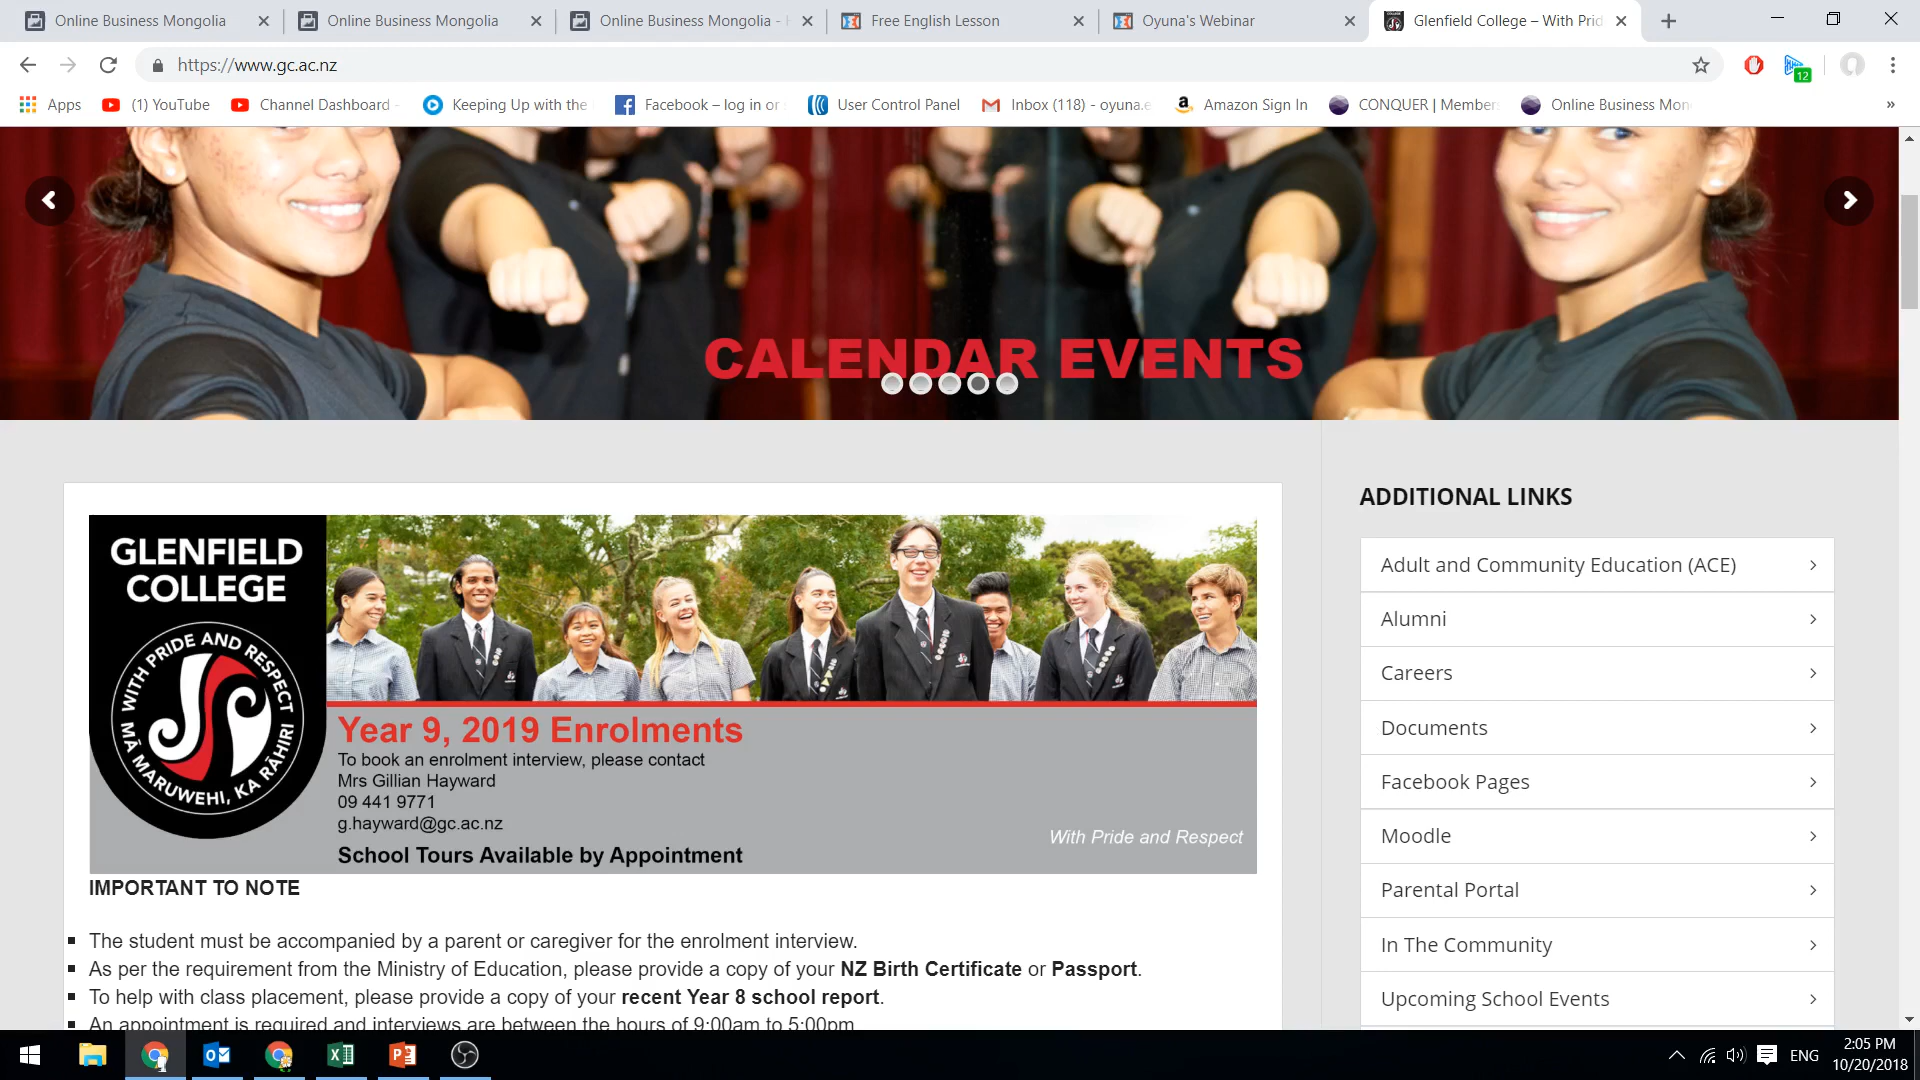 Online Business Mongolia
Online Business Mongolia
Online Business Mongolia -
Free English Lesson
Oyuna's Webinar
Glenfield College – With Prid
https://www.gc.ac.nz
12
Apps
(1) YouTube
Channel Dashboard -
Keeping Up with the
Facebook – log in or
User Control Panel
Inbox (118) - oyuna.e
Amazon Sign In
CONQUER | Member
Online Business Mon
»
CALENDAR EVENTS
GLENFIELD
COLLEGE
WITH PRIDE AND RESPECT
MĀ MARUWEHI, KA RĀHIRI
Year 9, 2019 Enrolments
To book an enrolment interview, please contact
Mrs Gillian Hayward
09 441 9771
g.hayward@gc.ac.nz
With Pride and Respect
School Tours Available by Appointment
IMPORTANT TO NOTE
The student must be accompanied by a parent or caregiver for the enrolment interview.
As per the requirement from the Ministry of Education, please provide a copy of your NZ Birth Certificate or Passport.
To help with class placement, please provide a copy of your recent Year 8 school report.
An appointment is required and interviews are between the hours of 9:00am to 5:00pm
ADDITIONAL LINKS
Adult and Community Education (ACE)
Alumni
Careers
Documents
Facebook Pages
Moodle
Parental Portal
In The Community
Upcoming School Events
ENG
2:05 PM
10/20/2018